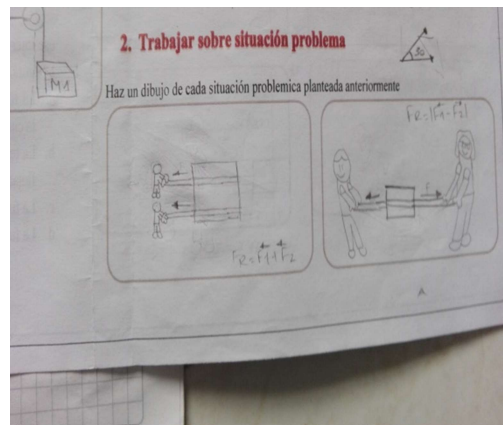 2. Trabajar sobre situación problema
50
M1
Haz un dibujo de cada situación problemica planteada anteriormente
FR=|F1-F2|
FR=F1+F2